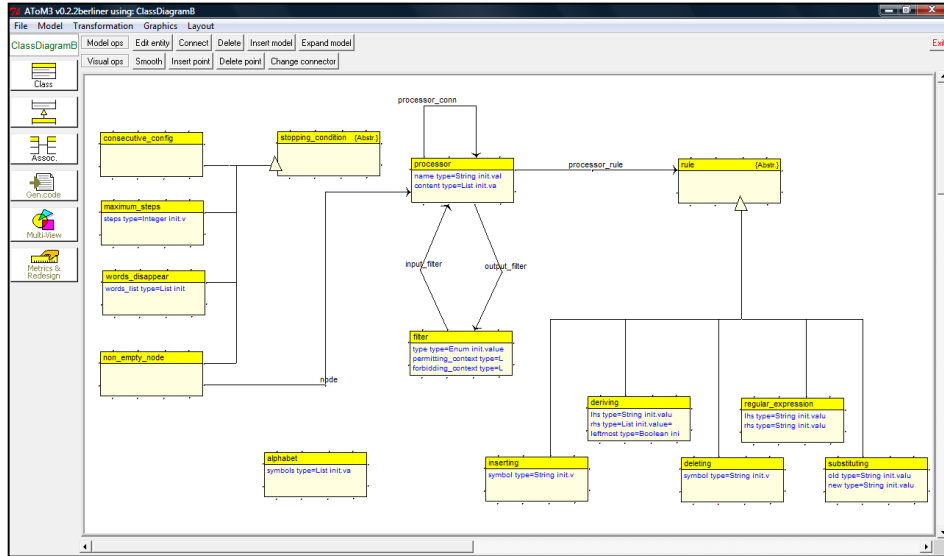 AToM3 v0.2.2berliner using: ClassDiagramB
File Model Transformation Graphics Layout
ClassDiagramB
Model ops Edit entity Connect Delete Insert model Expand model
Exit
Visual ops Smooth Insert point Delete point Change connector
Class
Assoc.
Gen.code
Multi-View
Metrics &
Redesign
processor_conn
consecutive_config
stopping_condition {Abstr.}
processor
name type=String init.val
content type=List init.va
processor_rule
rule {Abstr.}
maximum_steps
steps type=Integer init.v
words_disappear
words_list type=List init
input_filter
output_filter
filter
type type=Enum init.value
permitting_context type=L
forbidding_context type=L
non_empty_node
node
deriving
lhs type=String init.valu
rhs type=List init.value=
leftmost type=Boolean ini
regular_expression
lhs type=String init.valu
rhs type=String init.valu
alphabet
symbols type=List init.va
inserting
symbol type=String init.v
deleting
symbol type=String init.v
substituting
old type=String init.valu
new type=String init.valu